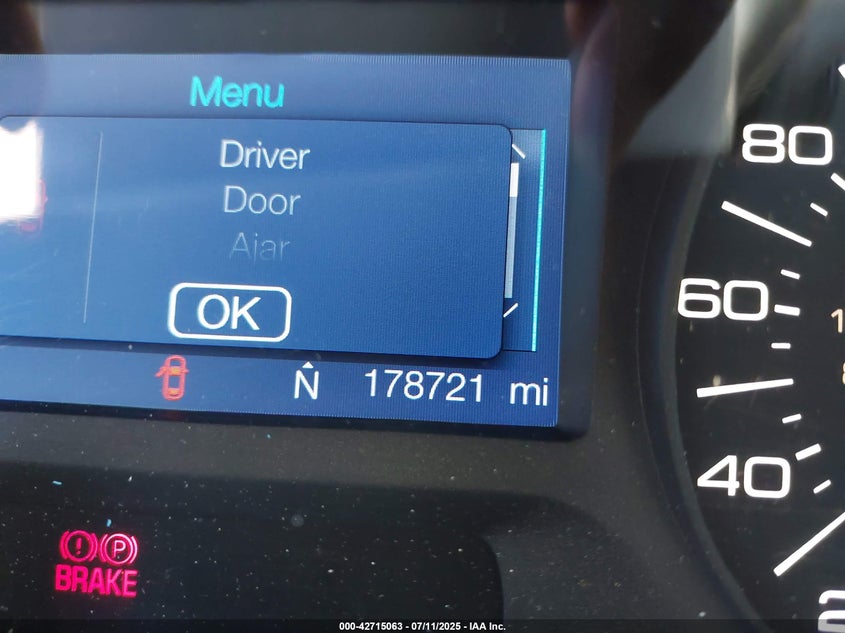 Menu
Driver
Door
Ajar
OK
N 178721 mi
80
60
40
P
BRAKE
000-42715063 - 07/11/2025 - IAA Inc.